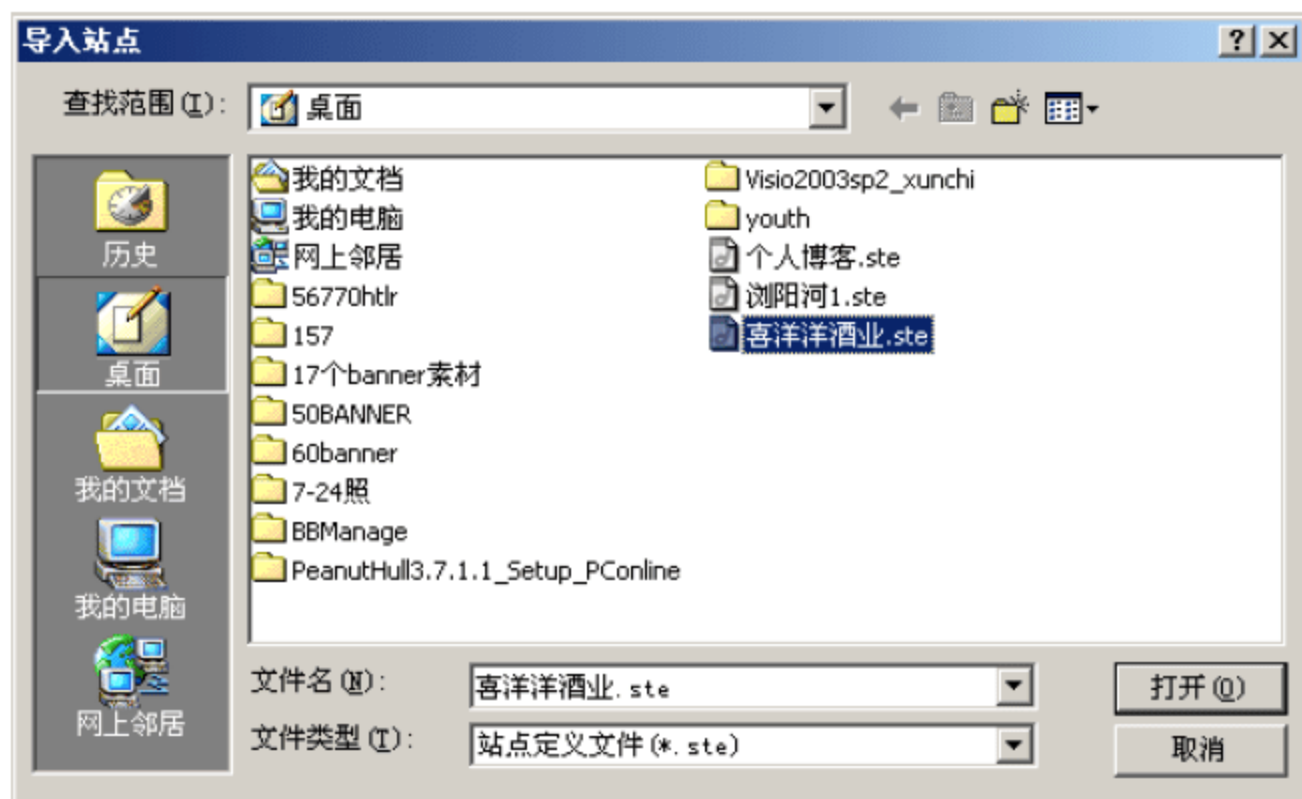 导入站点
查找范围(I):
桌面
历史
桌面
我的文档
我的电脑
网上邻居
我的文档
我的电脑
网上邻居
56770htlr
157
17个banner素材
50BANNER
60banner
7-24照
BBManage
PeanutHull3.7.1.1_Setup_PConline
Visio2003sp2_xunchi
youth
个人博客.ste
浏阳河1.ste
喜洋洋酒业.ste
文件名(N):
喜洋洋酒业.ste
打开(O)
文件类型(T):
站点定义文件(*.ste)
取消